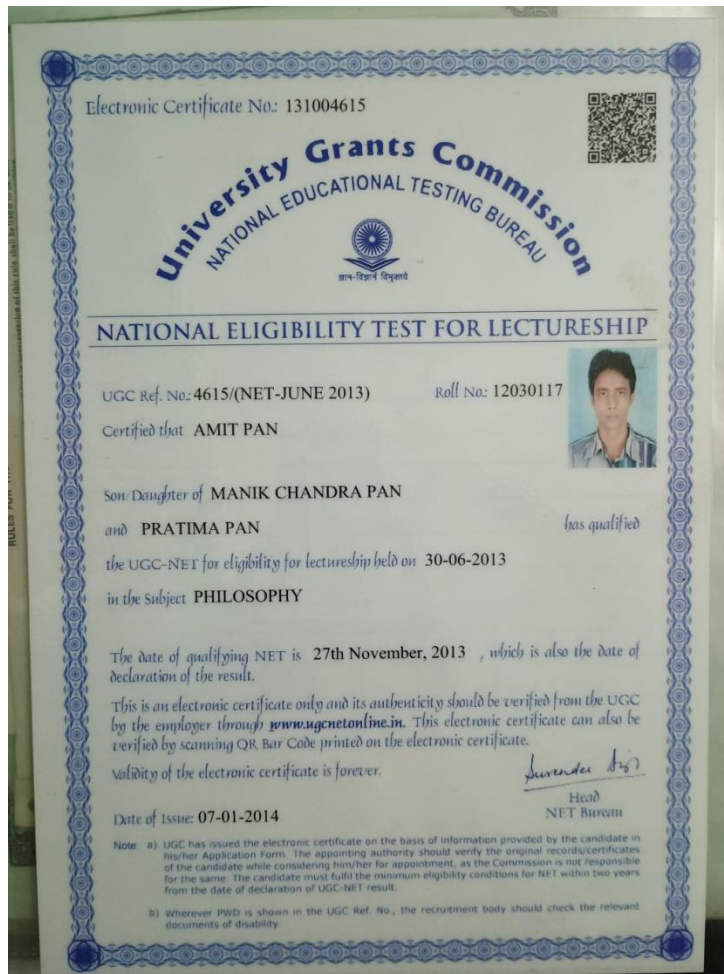 Electronic Certificate No.: 131004615
University Grants Commission
NATIONAL EDUCATIONAL TESTING BUREAU
ज्ञान-विज्ञानं विमुक्तये
NATIONAL ELIGIBILITY TEST FOR LECTURESHIP
UGC Ref. No.: 4615/(NET-JUNE 2013) Roll No.: 12030117
Certified that AMIT PAN
Son/Daughter of MANIK CHANDRA PAN
and PRATIMA PAN has qualified
the UGC-NET for eligibility for lectureship held on 30-06-2013
in the Subject PHILOSOPHY
The date of qualifying NET is 27th November, 2013 , which is also the date of
declaration of the result.
This is an electronic certificate only and its authenticity should be verified from the UGC
by the employer through www.ugcnetonline.in. This electronic certificate can also be
verified by scanning QR Bar Code printed on the electronic certificate.
Validity of the electronic certificate is forever.
Surender
Head
Date of Issue: 07-01-2014 NET Bureau
Note: a) UGC has issued the electronic certificate on the basis of information provided by the candidate in
his/her Application Form. The appointing authority should verify the original records/certificates
of the candidate while considering him/her for appointment, as the Commission is not responsible
for the same. The candidate must fulfil the minimum eligibility conditions for NET within two years
from the date of declaration of UGC-NET result.
b) Wherever PWD is shown in the UGC Ref. No., the recruitment body should check the relevant
documents of disability.